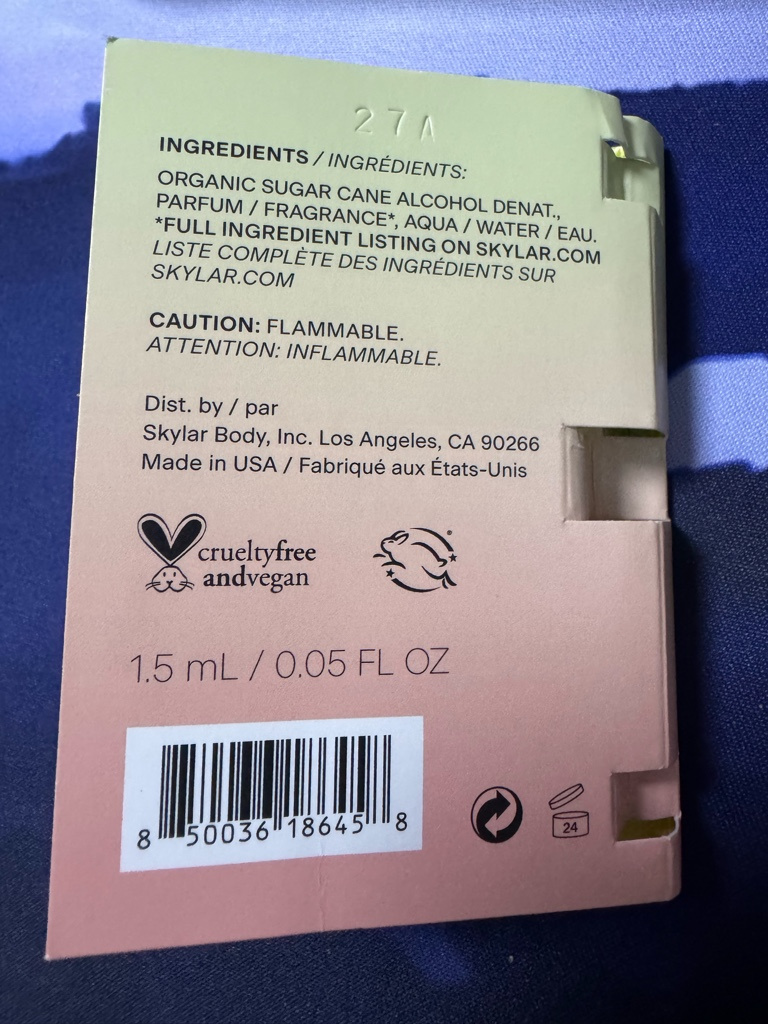 27A
INGREDIENTS / INGRÉDIENTS:
ORGANIC SUGAR CANE ALCOHOL DENAT.,
PARFUM / FRAGRANCE*, AQUA / WATER / EAU.
*FULL INGREDIENT LISTING ON SKYLAR.COM
LISTE COMPLÈTE DES INGRÉDIENTS SUR
SKYLAR.COM
CAUTION: FLAMMABLE.
ATTENTION: INFLAMMABLE.
Dist. by / par
Skylar Body, Inc. Los Angeles, CA 90266
Made in USA / Fabriqué aux États-Unis
crueltyfree
andvegan
®
1.5 mL / 0.05 FL OZ
8 50036 18645 8
24